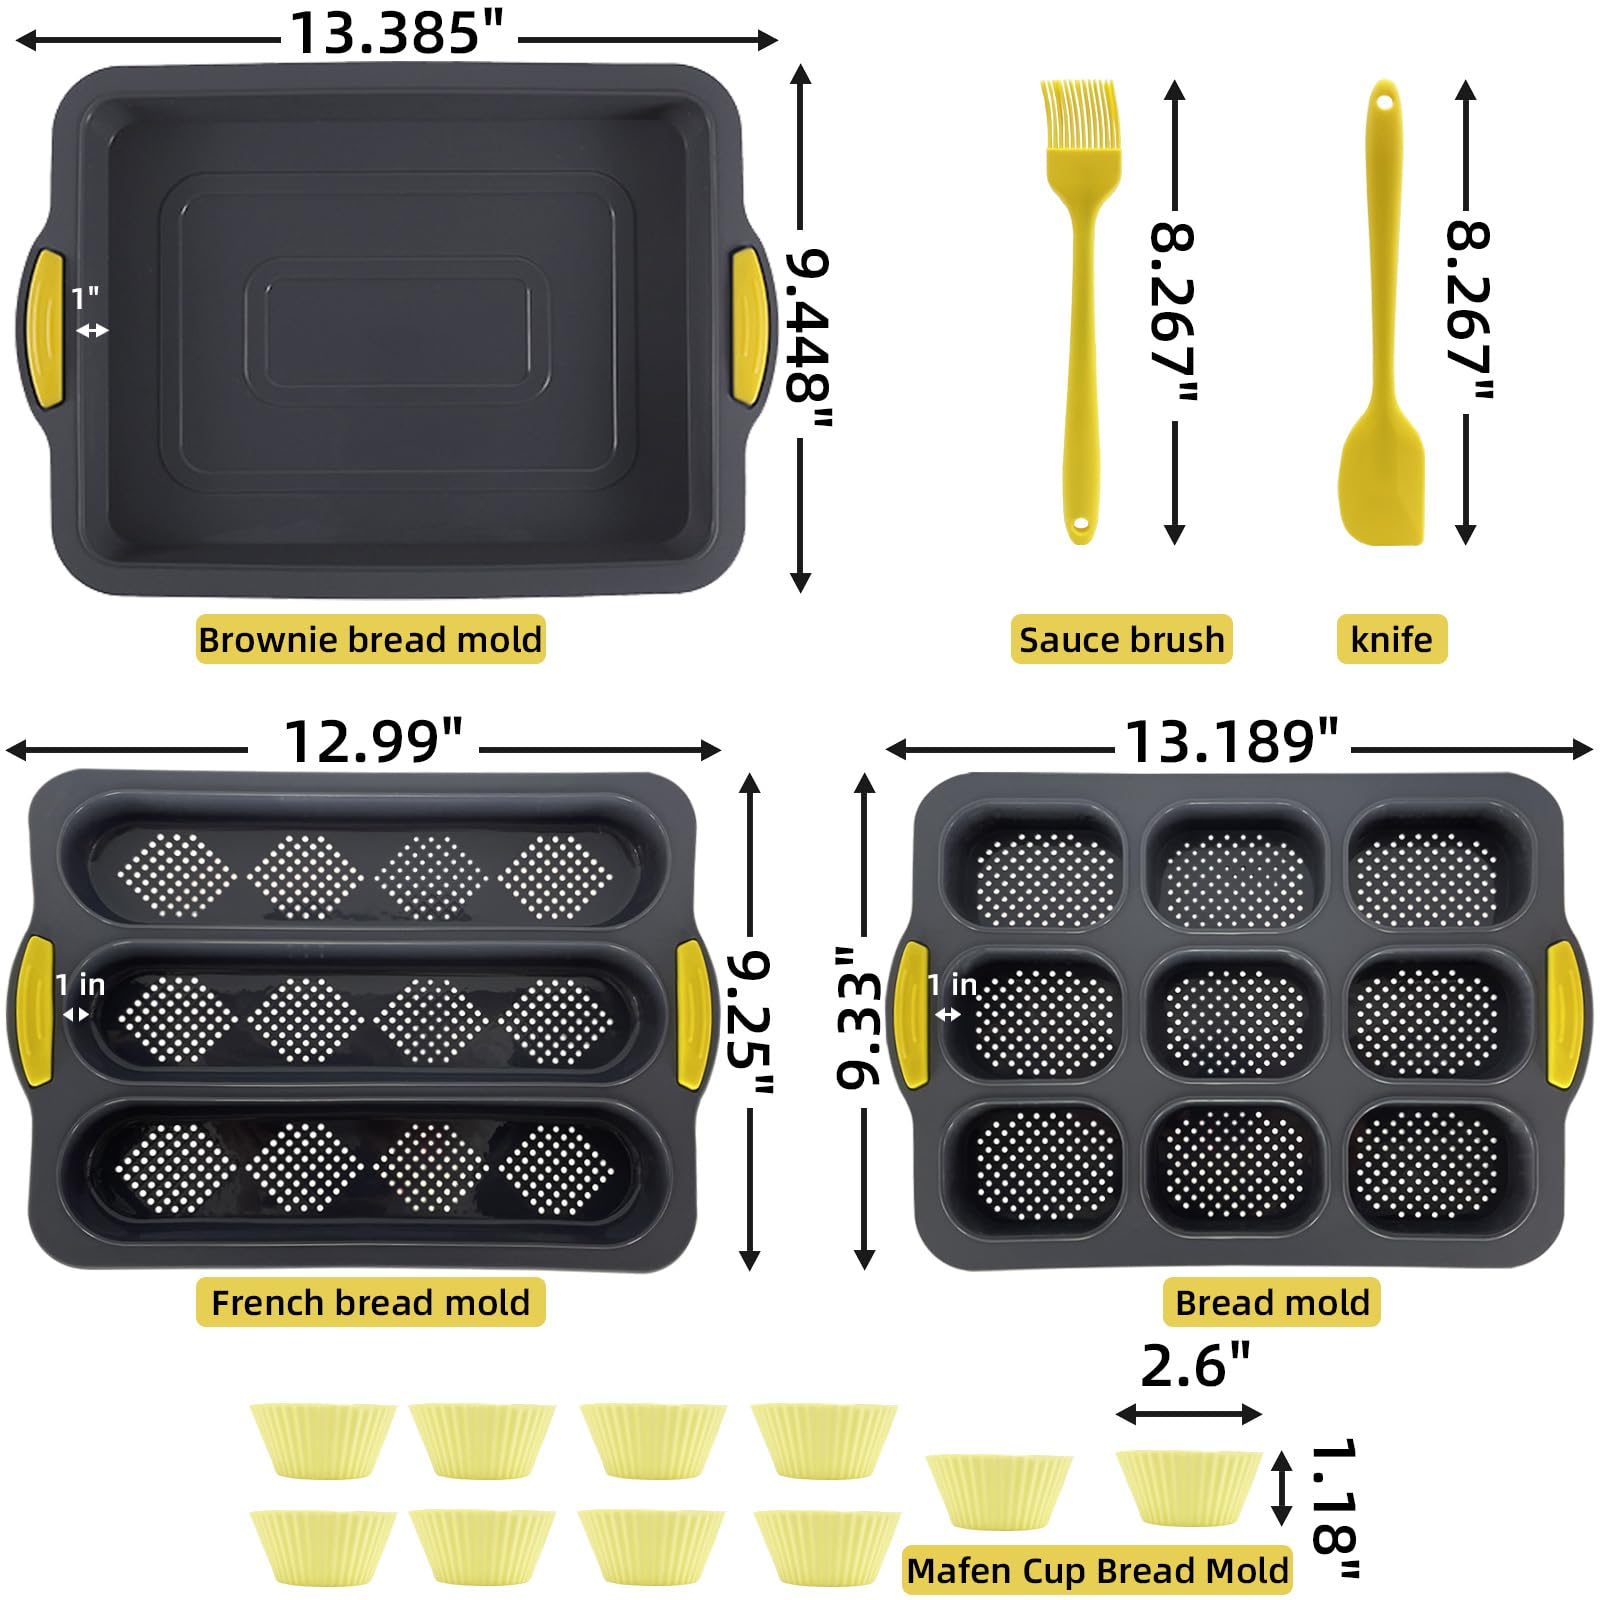 13.385"
1"
9.448"
8.267"
8.267"
Brownie bread mold
Sauce brush
knife
12.99"
13.189"
1 in
9.25"
9.33"
1 in
French bread mold
Bread mold
2.6"
1.18"
Mafen Cup Bread Mold